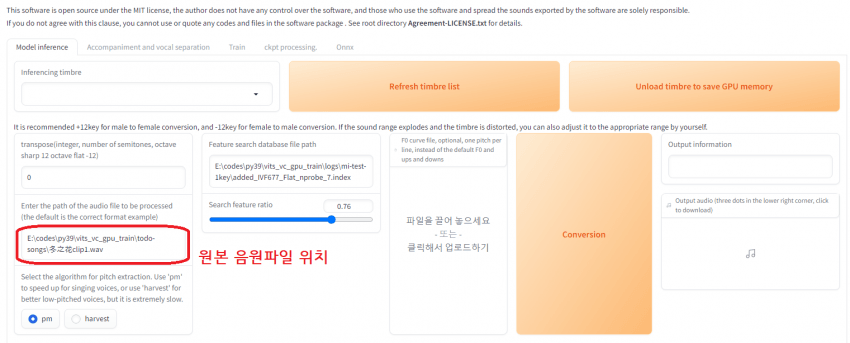 This software is open source under the MIT license, the author does not have any control over the software, and those who use the software and spread the sounds exported by the software are solely responsible.
If you do not agree with this clause, you cannot use or quote any codes and files in the software package . See root directory Agreement-LICENSE.txt for details.
Model inference
Accompaniment and vocal separation
Train
ckpt processing.
Onnx
Inferencing timbre
Refresh timbre list
Unload timbre to save GPU memory
It is recommended +12key for male to female conversion, and -12key for female to male conversion. If the sound range explodes and the timbre is distorted, you can also adjust it to the appropriate range by yourself.
transpose(integer, number of semitones, octave
sharp 12 octave flat -12)
0
Enter the path of the audio file to be processed
(the default is the correct format example)
E:\codes\py39\vits_vc_gpu_train\todo-
songs\冬之花clip1.wav
원본 음원파일 위치
Select the algorithm for pitch extraction. Use 'pm'
to speed up for singing voices, or use 'harvest' for
better low-pitched voices, but it is extremely slow.
pm
harvest
Feature search database file path
E:\codes\py39\vits_vc_gpu_train\logs\mi-test-
1key\added_IVF677_Flat_nprobe_7.index
Search feature ratio
0.76
F0 curve file, optional, one pitch per
line, instead of the default F0 and
ups and downs
파일을 끌어 놓으세요
- 또는 -
클릭해서 업로드하기
Conversion
Output information
Output audio (three dots in the lower right corner, click
to download)